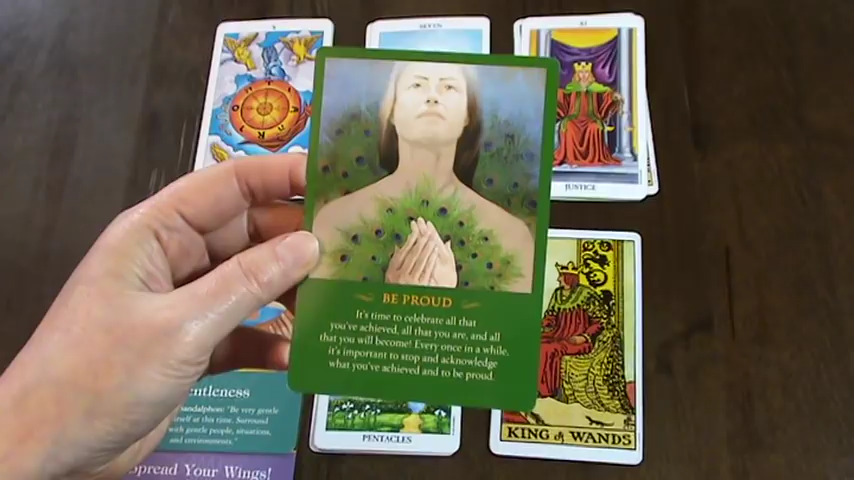 XI
JUSTICE
BE PROUD
It's time to celebrate all that
you've achieved, all that you are, and all
that you will become! Every once in a while,
it's important to stop and acknowledge
what you've achieved and to be proud.
entleness
sandalphon: "Be very gentle
self at this time. Surround
with gentle people, situations,
and environments."
Spread Your Wings!
PENTACLES
KING of WANDS